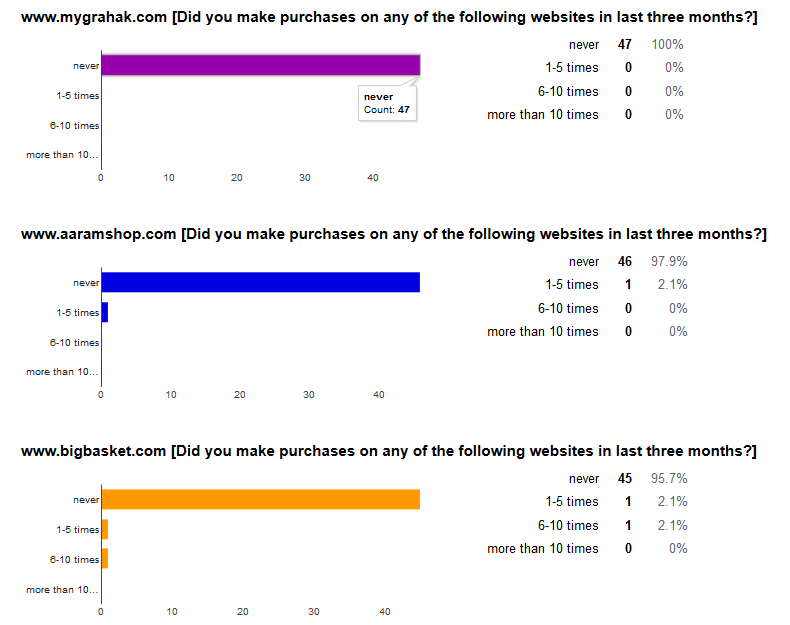 www.mygrahak.com [Did you make purchases on any of the following websites in last three months?]
never 47 100%
1-5 times 0 0%
6-10 times 0 0%
more than 10 times 0 0%
never
1-5 times
6-10 times
more than 10...
never
Count: 47
0 10 20 30 40
www.aaramshop.com [Did you make purchases on any of the following websites in last three months?]
never 46 97.9%
1-5 times 1 2.1%
6-10 times 0 0%
more than 10 times 0 0%
never
1-5 times
6-10 times
more than 10...
0 10 20 30 40
www.bigbasket.com [Did you make purchases on any of the following websites in last three months?]
never 45 95.7%
1-5 times 1 2.1%
6-10 times 1 2.1%
more than 10 times 0 0%
never
1-5 times
6-10 times
more than 10...
0 10 20 30 40